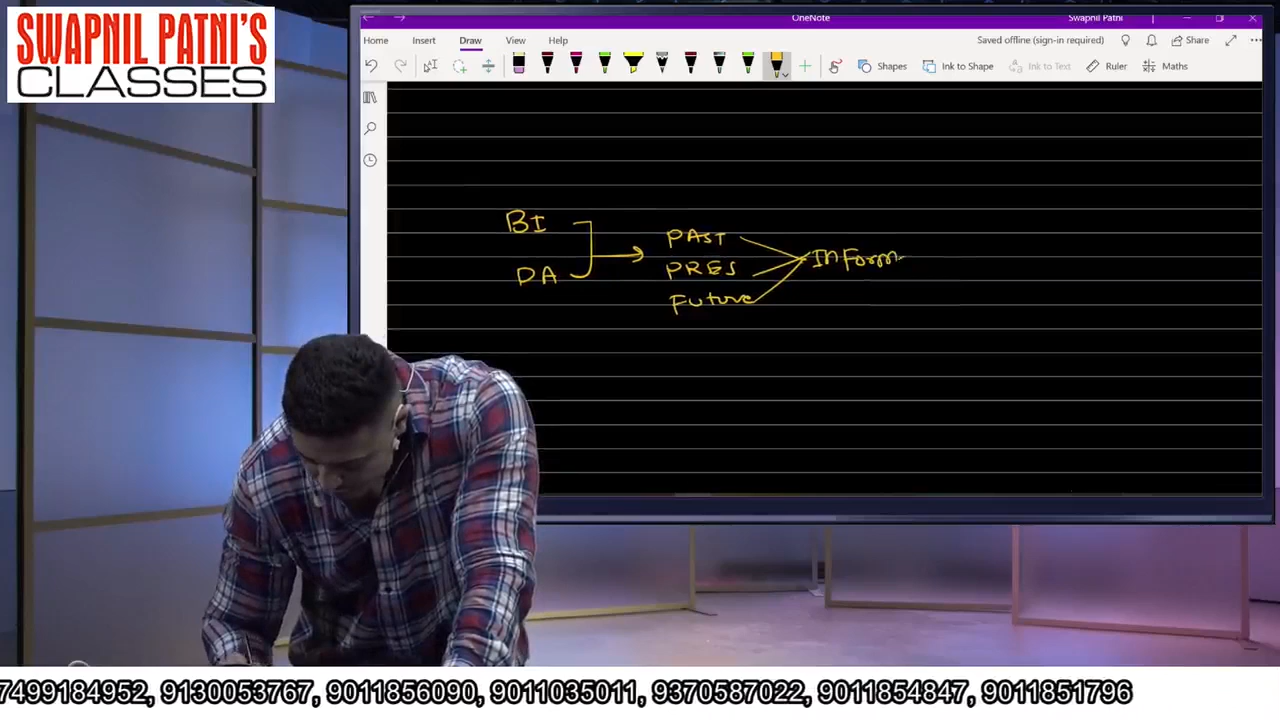 SWAPNIL PATNI'S
CLASSES
OneNote
Swapnil Patni
Home Insert Draw View Help
Saved offline (sign-in required)
Share
Shapes
Ink to Shape
Ink to Text
Ruler
Maths
BI
DA
PAST
PRES
Future
InForm
7499184952, 9130053767, 9011856090, 9011035011, 9370587022, 9011854847, 9011851796